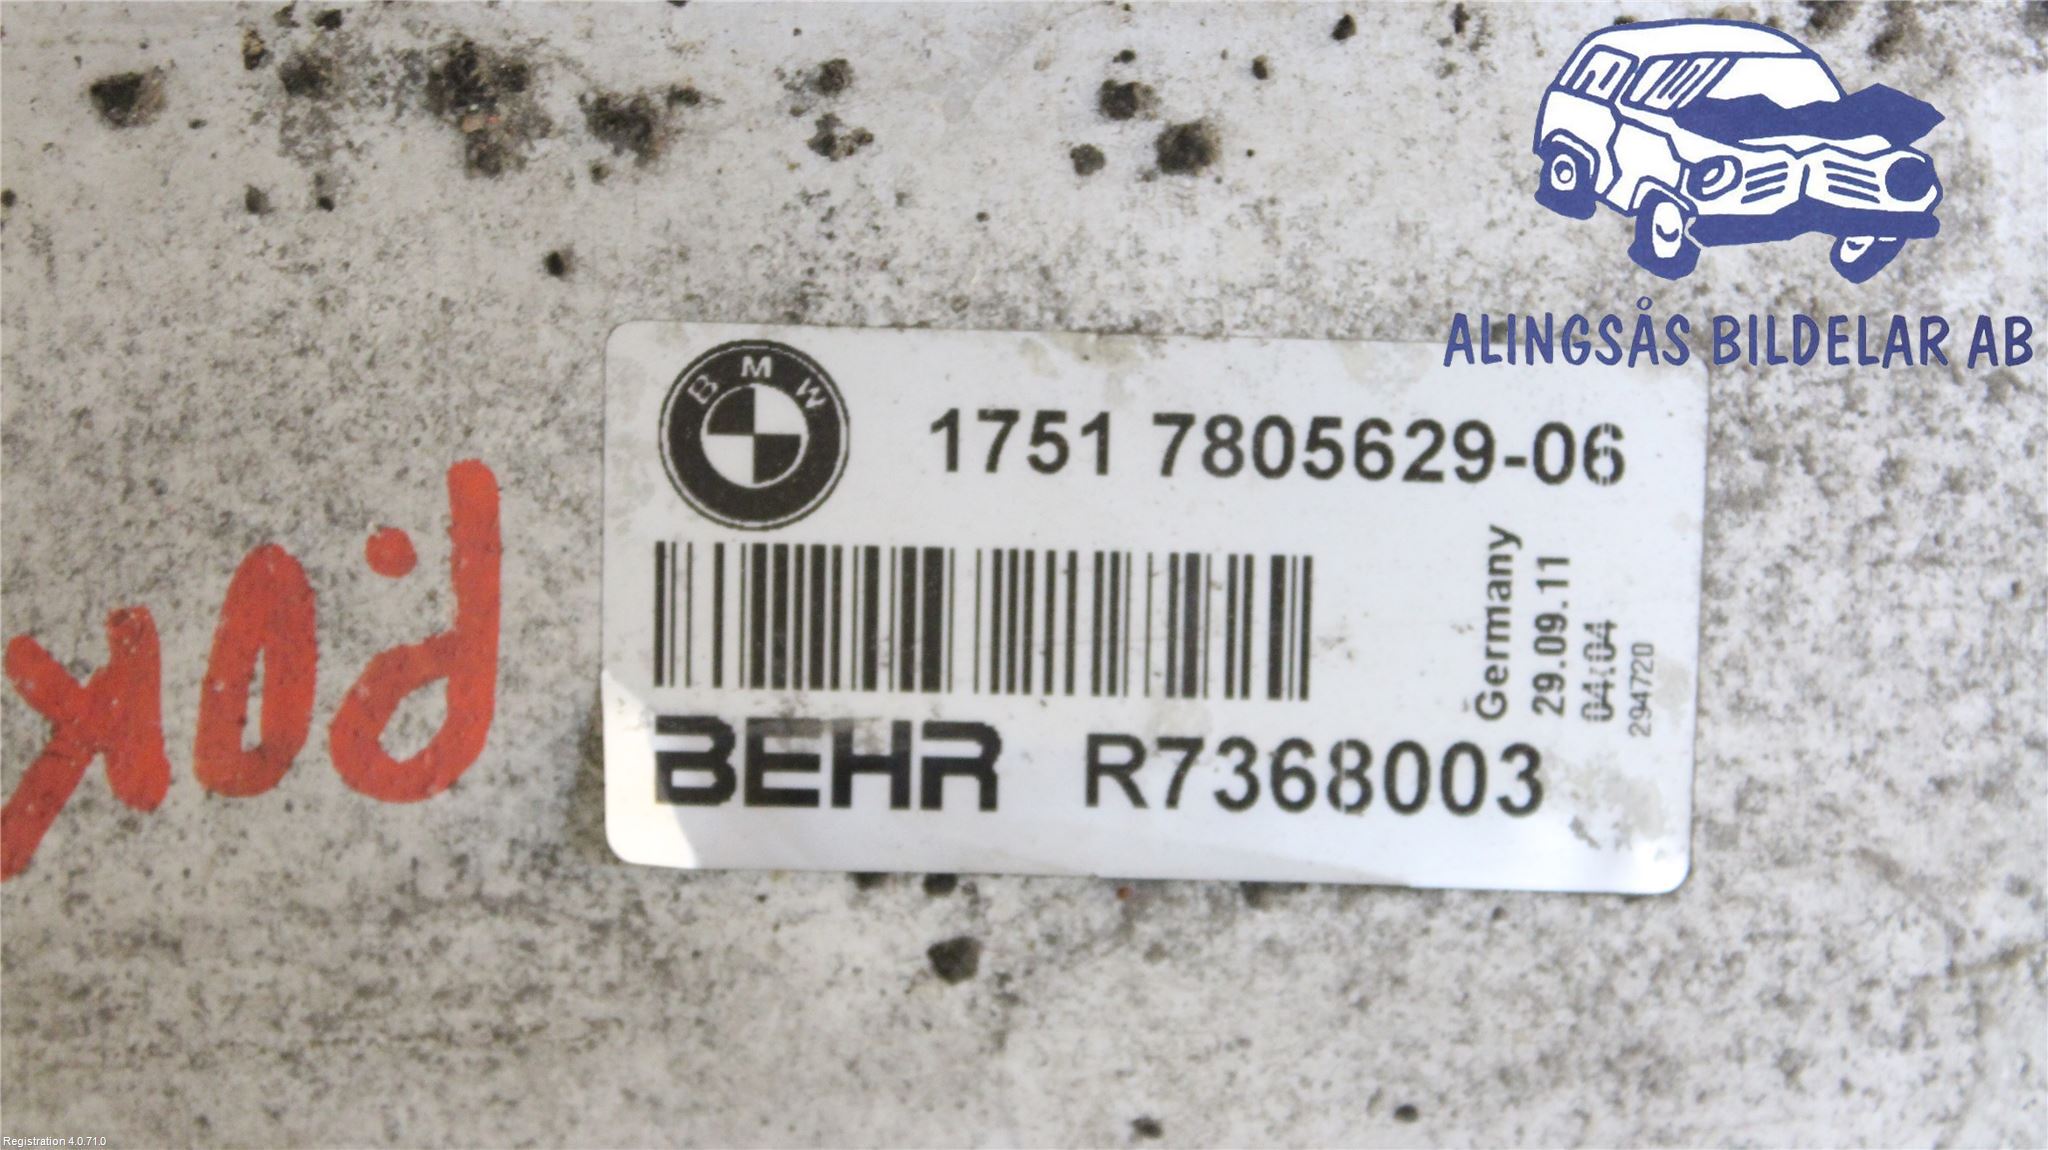 ALINGSÅS BILDELAR AB
BMW
1751 7805629-06
Germany
29.09.11
04:04
294720
BEHR R7368003
Registration 4.0.71.0